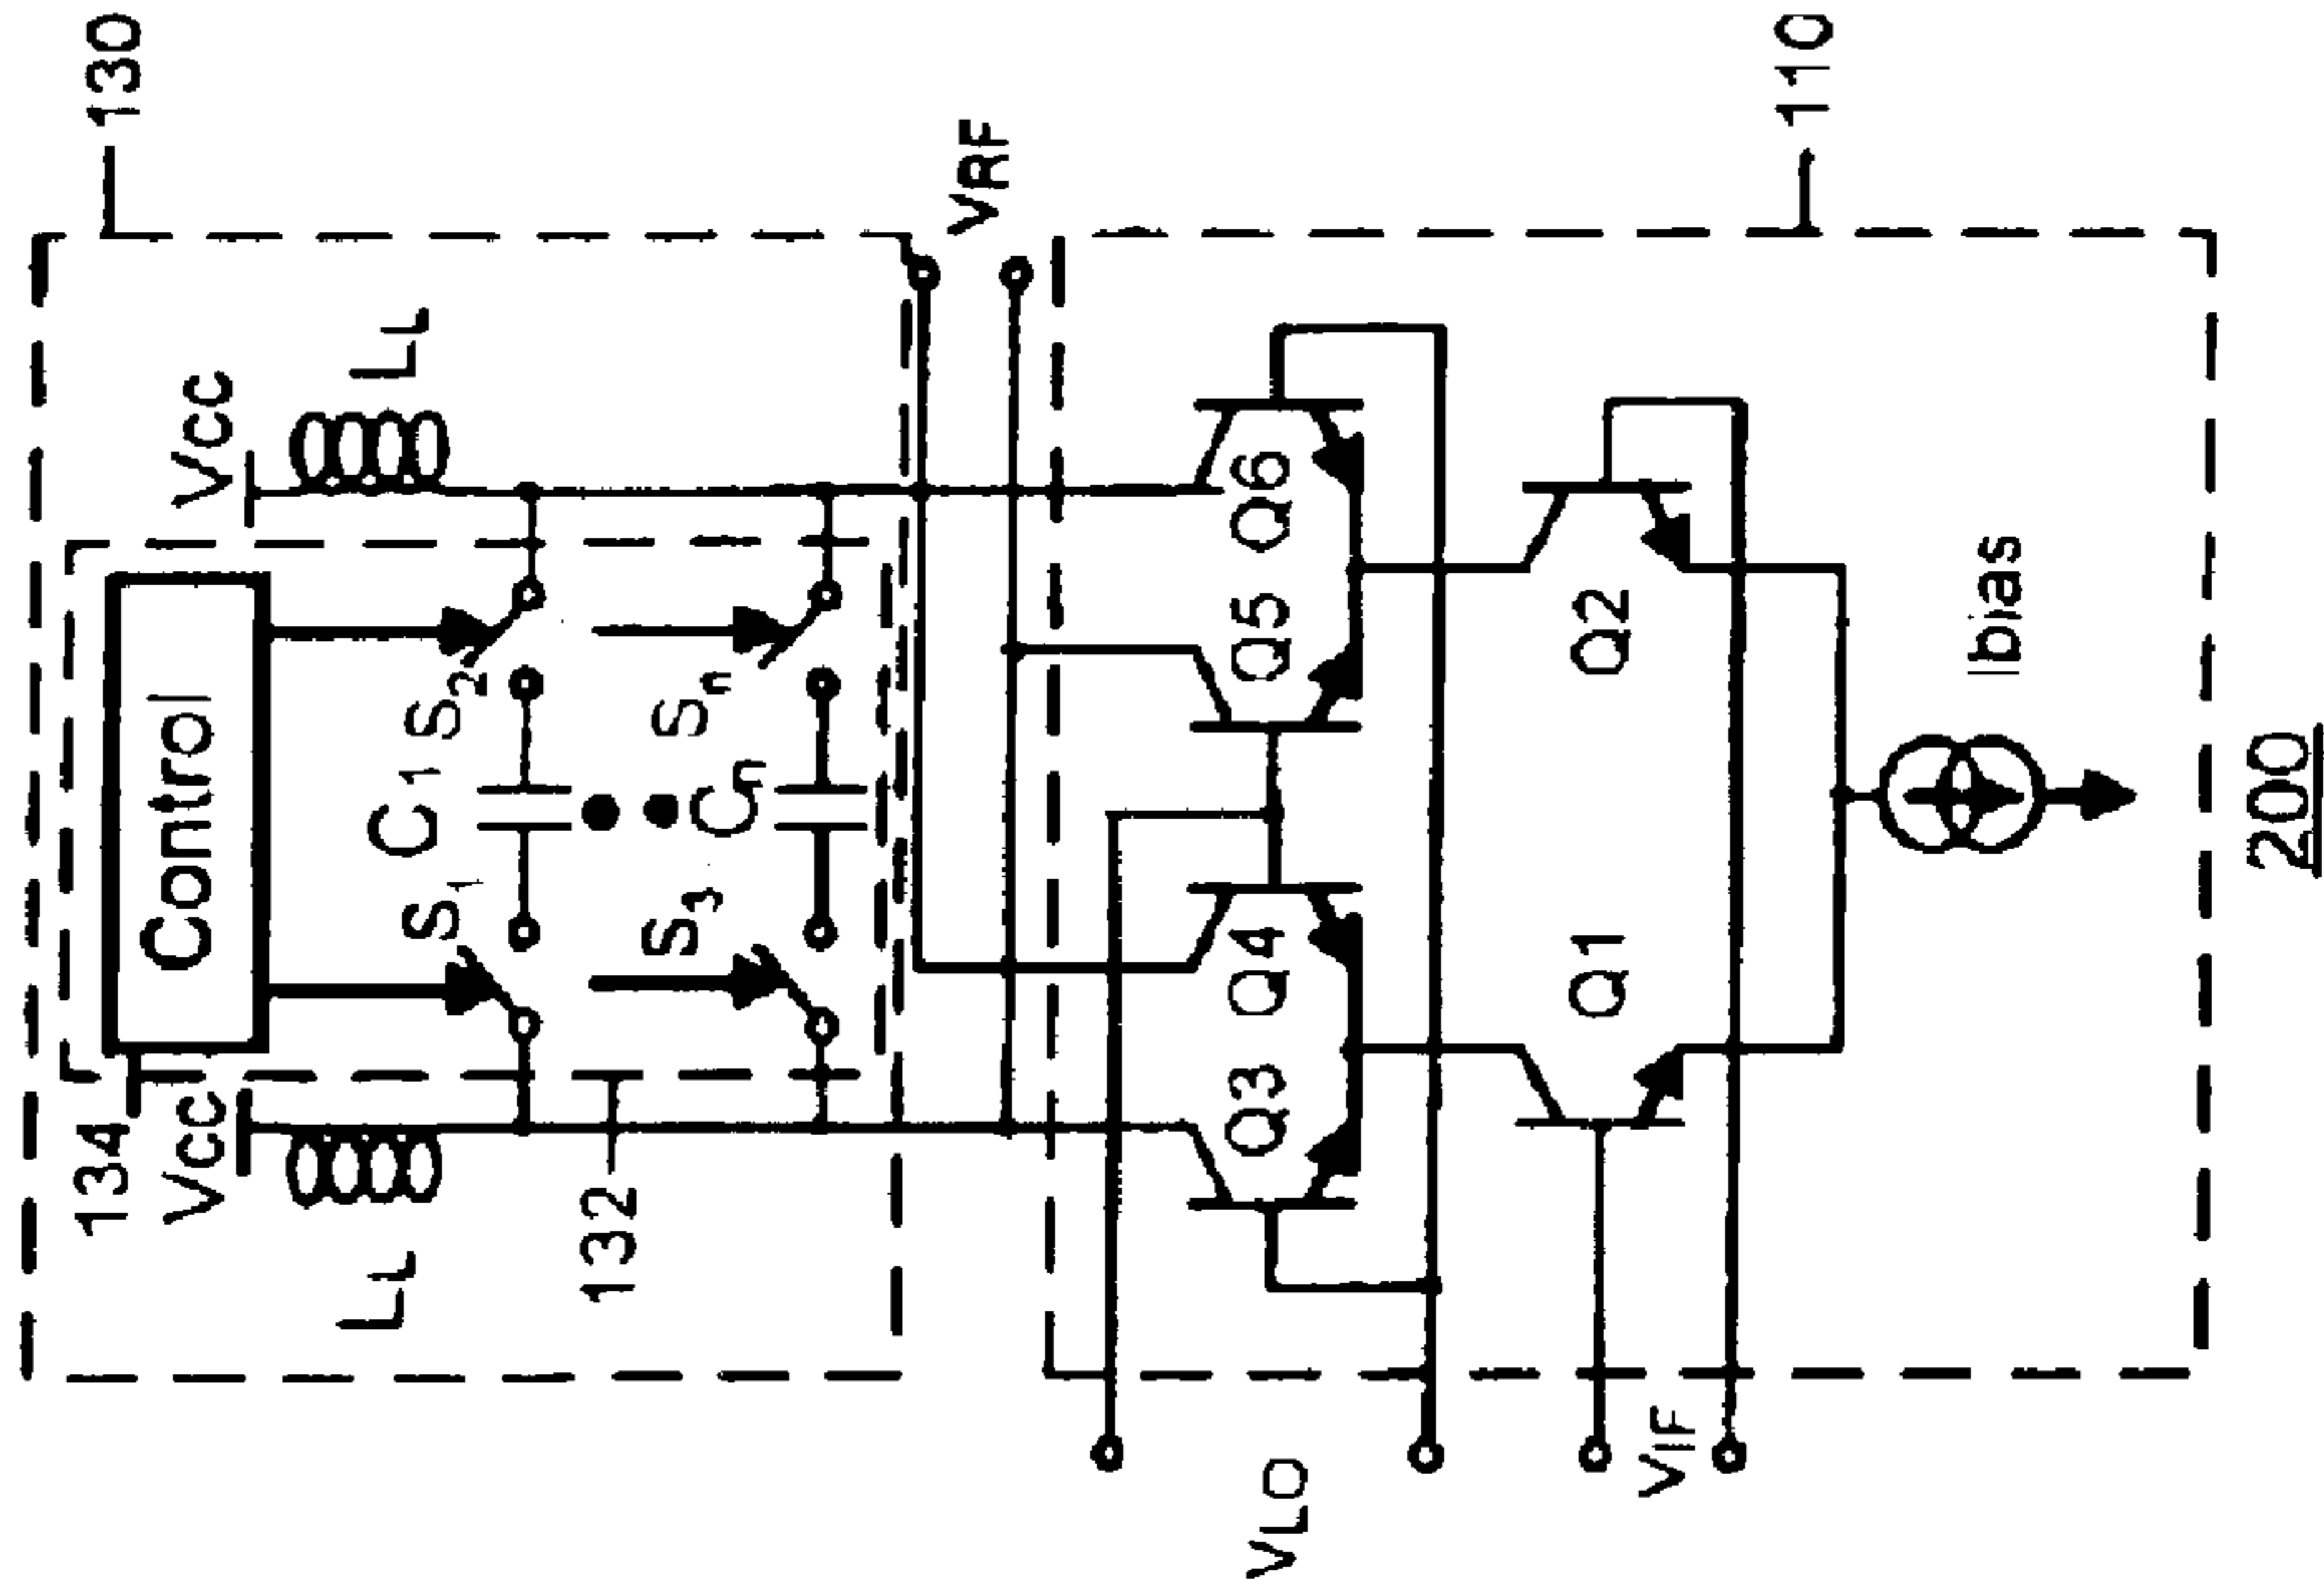 130
Vcc
LL
Control
C1
S2
Sn
Cn
S1
S3
134
Vcc
LL
132
VRF
110
Q6
Q5
Q4
Q3
Q2
Q1
Ibias
VLO
VIF
200